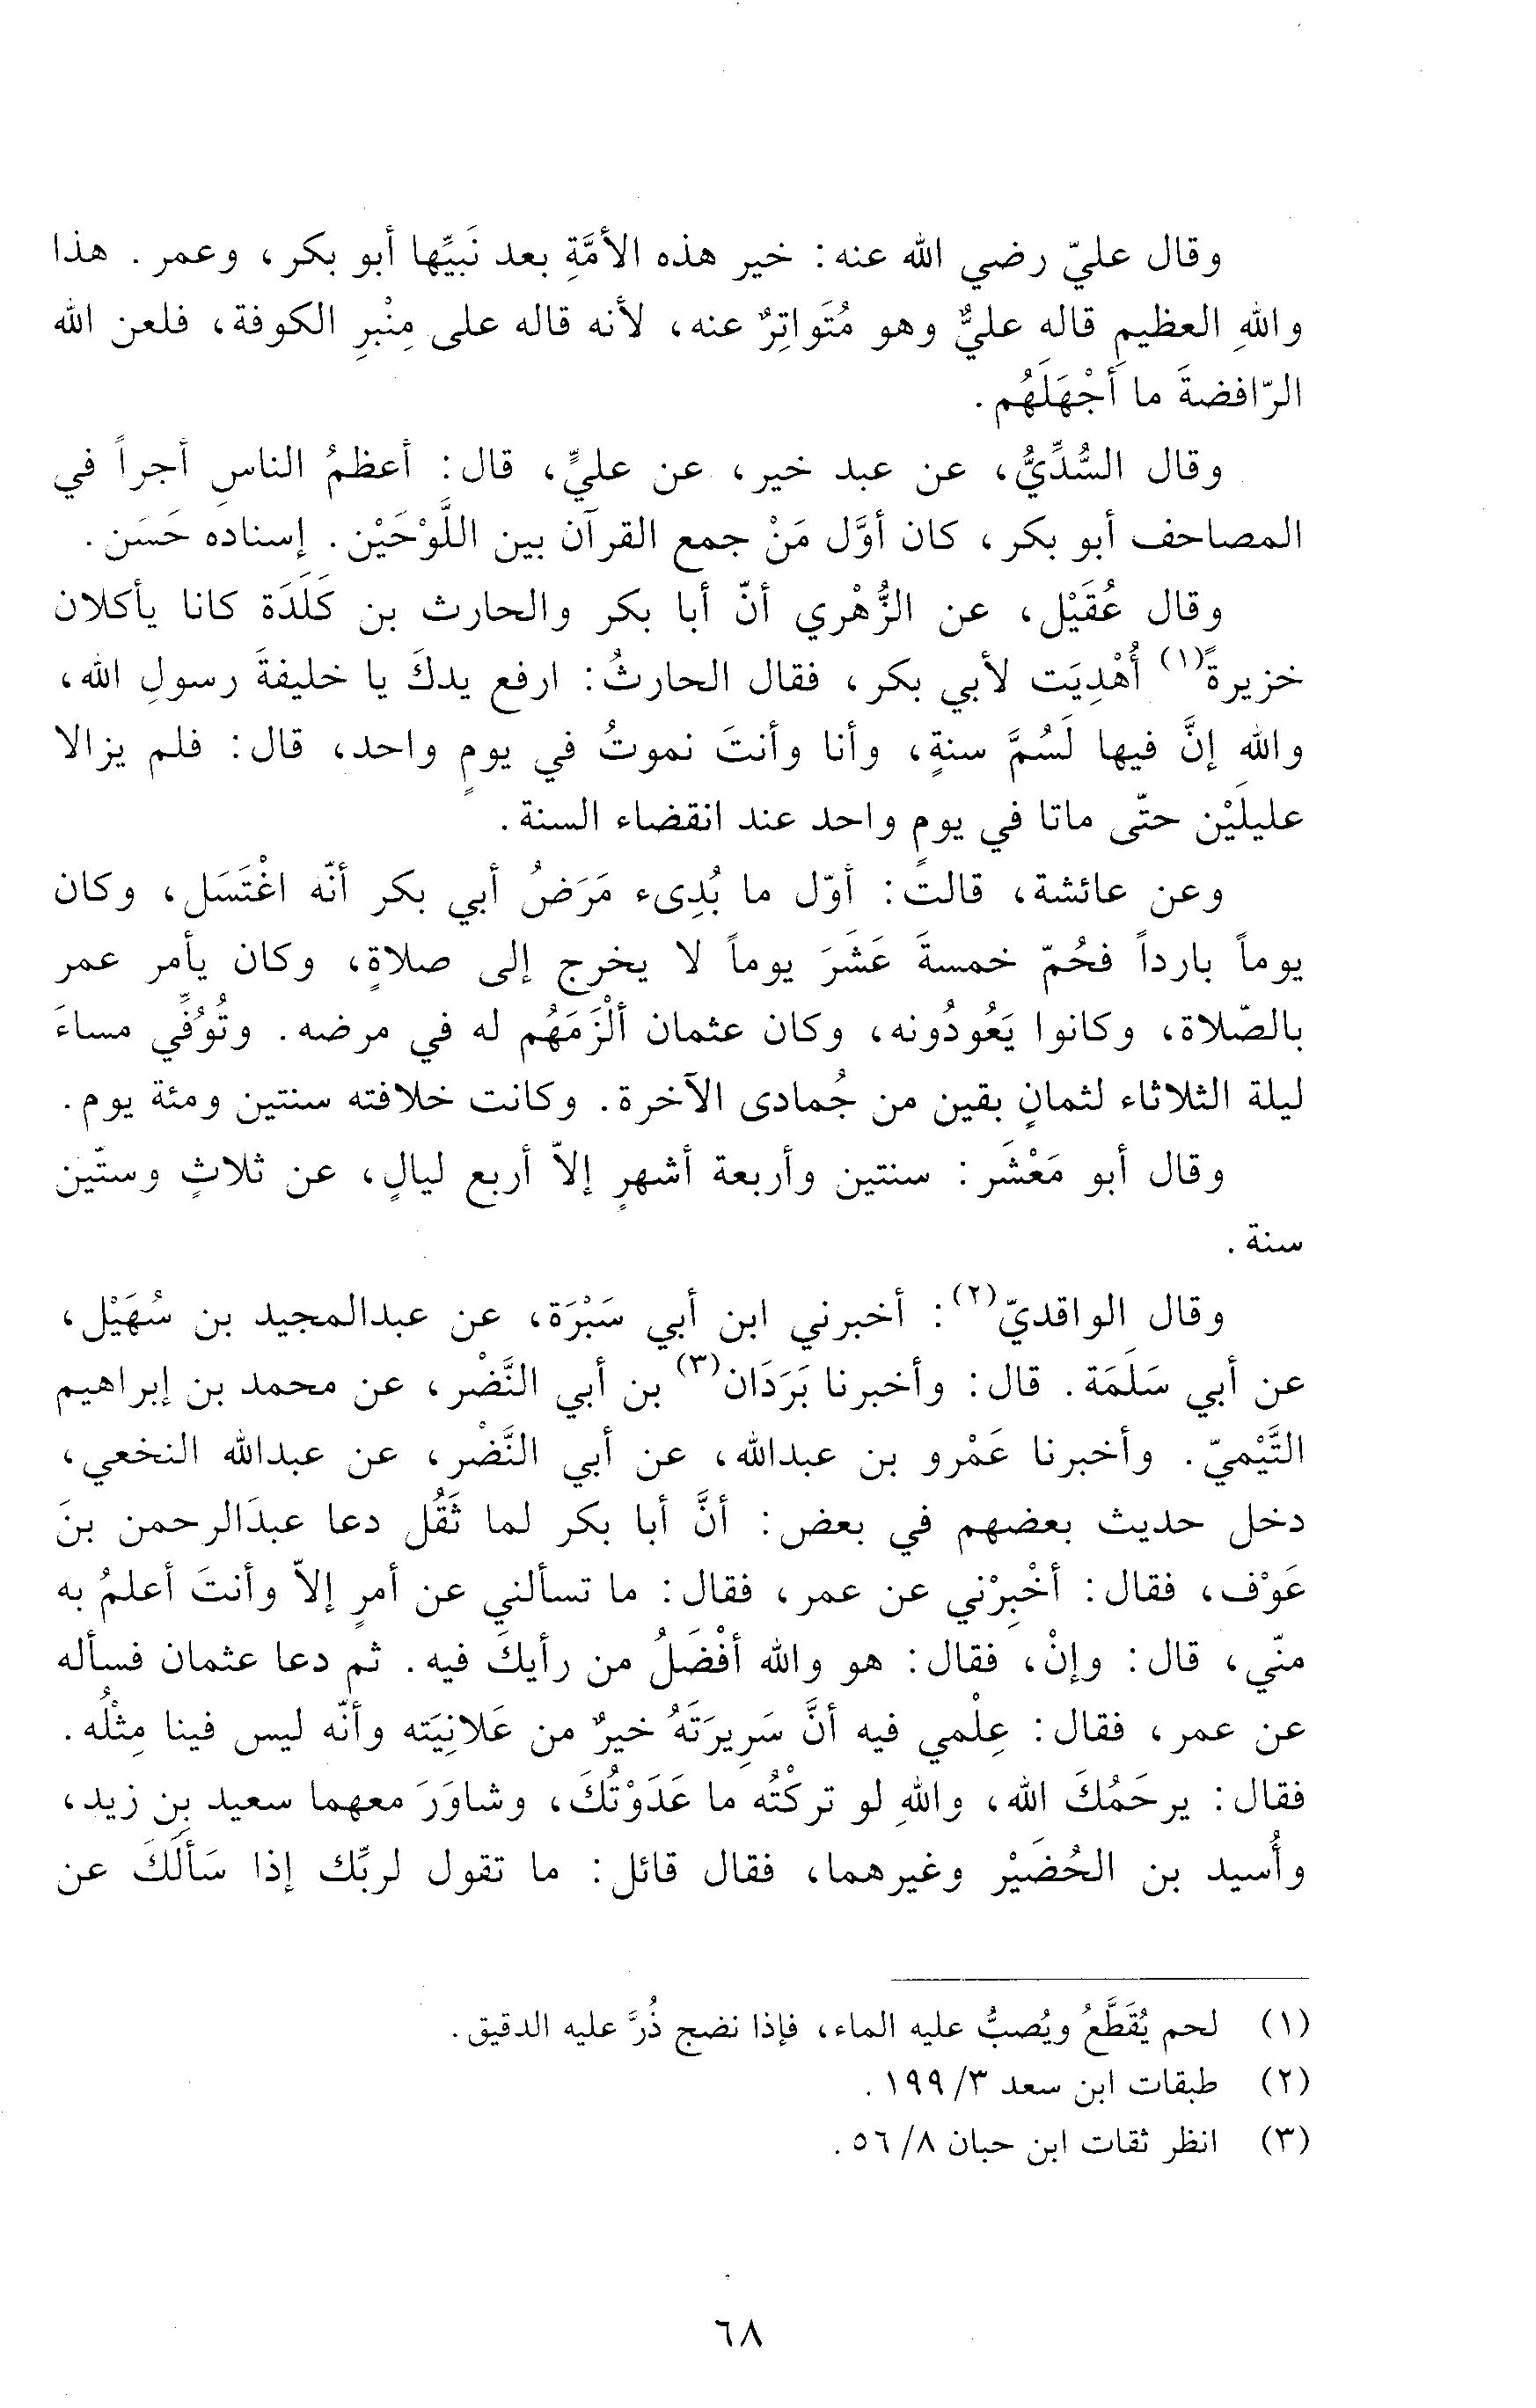 وقال عليّ رضي الله عنه: خير هذه الأمَّةِ بعد نَبيِّها أبو بكر، وعمر. هذا
واللهِ العظيمِ قاله عليٌّ وهو مُتَواتِرٌ عنه، لأنه قاله على مِنْبرِ الكوفة، فلعن الله
الرّافضةَ ما أَجْهَلَهُم.
وقال السُّدِّيُّ، عن عبد خير، عن عليٍّ، قال: أعظمُ الناسِ أجراً في
المصاحف أبو بكر، كان أوَّل مَنْ جمع القرآن بين اللَّوْحَيْن. إسناده حَسَن.
وقال عُقَيْل، عن الزُّهْري أنّ أبا بكر والحارث بن كَلَدَة كانا يأكلان
خزيرةً(١) أُهْدِيَت لأبي بكر، فقال الحارثُ: ارفع يدكَ يا خليفةَ رسولِ الله،
والله إنَّ فيها لَسُمَّ سنةٍ، وأنا وأنتَ نموتُ في يومٍ واحد، قال: فلم يزالا
عليلَيْن حتّى ماتا في يومٍ واحد عند انقضاء السنة.
وعن عائشة، قالت: أوّل ما بُدِىء مَرَضُ أبي بكر أنّه اغْتَسَل، وكان
يوماً بارداً فحُمّ خمسةَ عَشَرَ يوماً لا يخرج إلى صلاةٍ، وكان يأمر عمر
بالصّلاة، وكانوا يَعُودُونه، وكان عثمان ألْزَمَهُم له في مرضه. وتُوُفِّي مساءَ
ليلة الثلاثاء لثمانٍ بقين من جُمادى الآخرة. وكانت خلافته سنتين ومئة يوم.
وقال أبو مَعْشَر: سنتين وأربعة أشهرٍ إلاّ أربع ليالٍ، عن ثلاثٍ وستّين
سنة.
وقال الواقديّ(٢): أخبرني ابن أبي سَبْرَة، عن عبدالمجيد بن سُهَيْل،
عن أبي سَلَمَة. قال: وأخبرنا بَرَدَان(٣) بن أبي النَّضْر، عن محمد بن إبراهيم
التَّيْميّ. وأخبرنا عَمْرو بن عبدالله، عن أبي النَّضْر، عن عبدالله النخعي،
دخل حديث بعضهم في بعض: أنَّ أبا بكر لما ثَقُل دعا عبدَالرحمن بنَ
عَوْف، فقال: أخْبِرْني عن عمر، فقال: ما تسألني عن أمرٍ إلاّ وأنتَ أعلمُ به
منّي، قال: وإنْ، فقال: هو والله أفْضَلُ من رأيكَ فيه. ثم دعا عثمان فسأله
عن عمر، فقال: عِلْمي فيه أنَّ سَرِيرَتَهُ خيرٌ من عَلانِيَته وأنّه ليس فينا مِثْلُه.
فقال: يرحَمُكَ الله، واللهِ لو تركْتُه ما عَدَوْتُكَ، وشاوَرَ معهما سعيد بن زيد،
وأُسيد بن الحُضَيْر وغيرهما، فقال قائل: ما تقول لربِّك إذا سَألَكَ عن
(١) لحم يُقَطَّعُ ويُصبُّ عليه الماء، فإذا نضج ذُرَّ عليه الدقيق.
(٢) طبقات ابن سعد ٣/ ١٩٩.
(٣) انظر ثقات ابن حبان ٨/ ٥٦.
٦٨